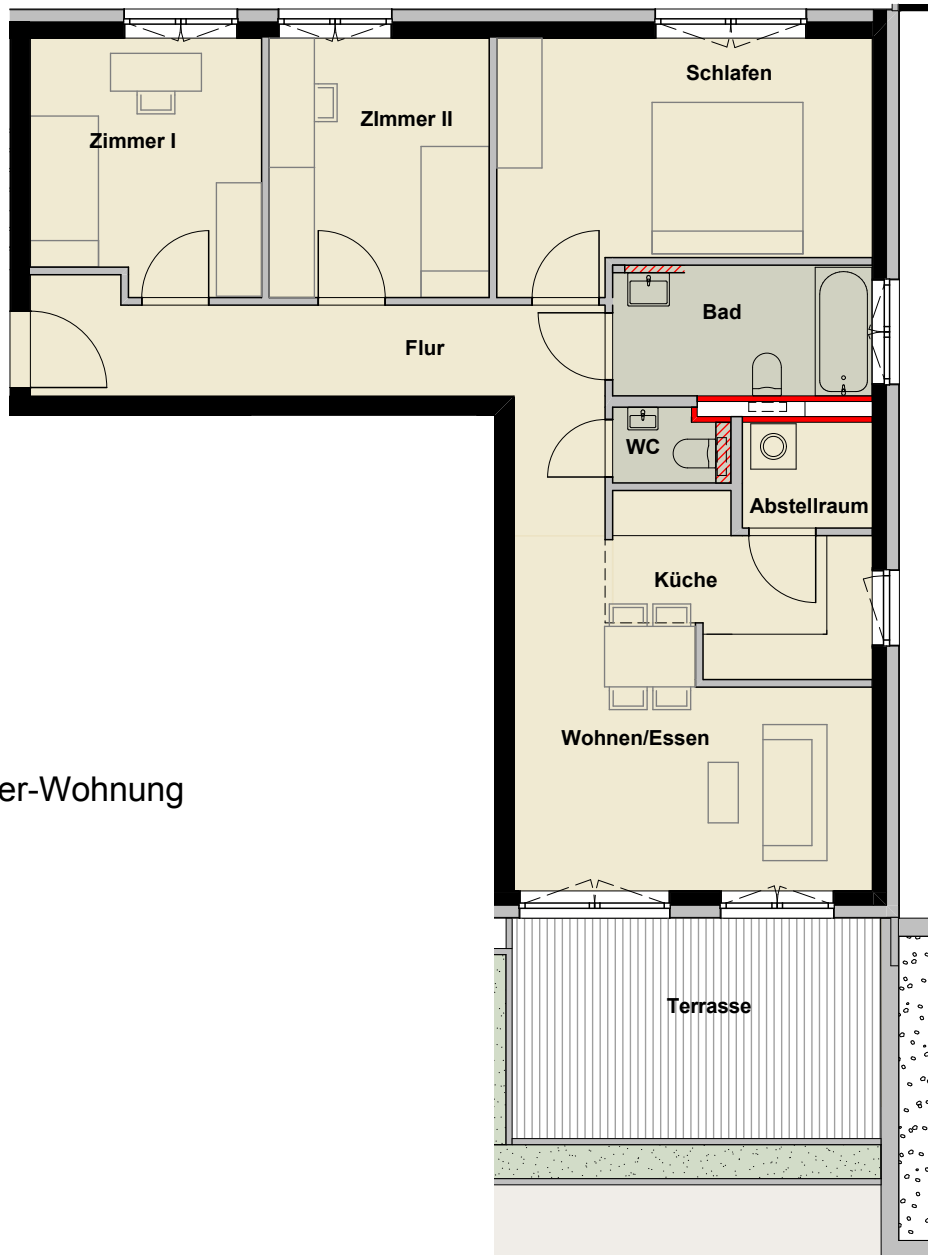 Schlafen
ZImmer II
Zimmer I
Bad
Flur
WC
Abstellraum
Küche
Wohnen/Essen
er-Wohnung
Terrasse